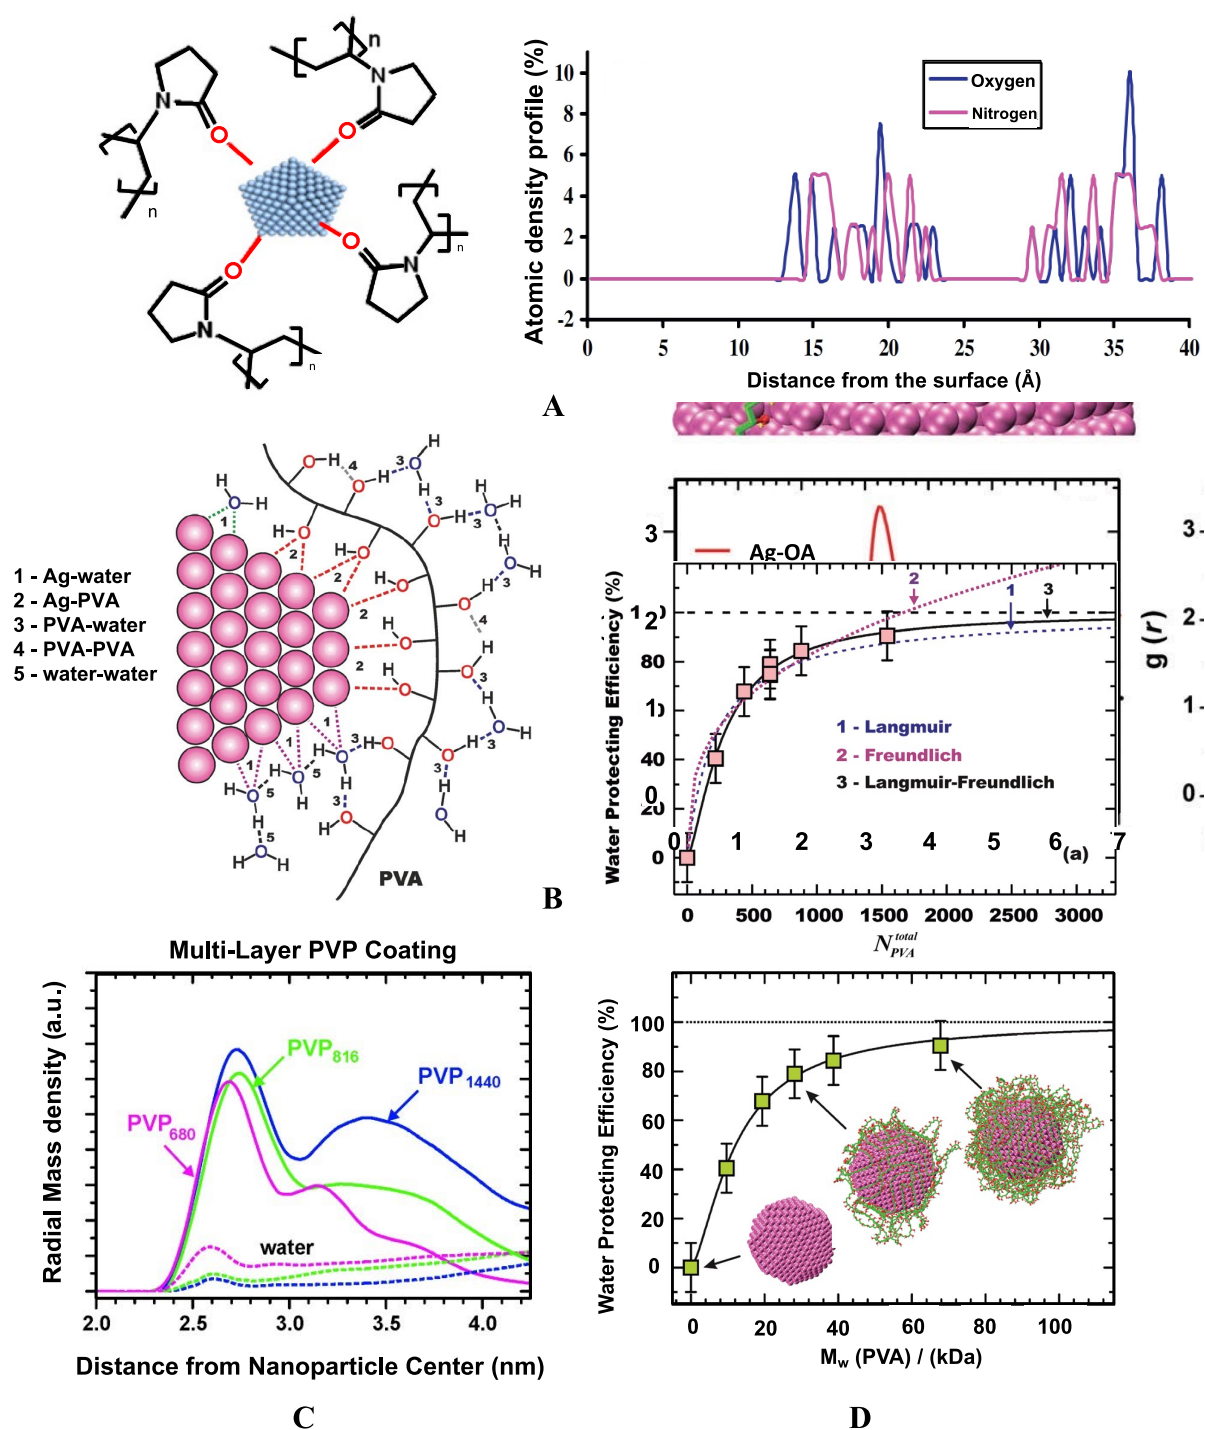 n
N
O
n
O
N
Atomic density profile (%)
10
8
6
4
2
0
-2
Oxygen
Nitrogen
0 5 10 15 20 25 30 35 40
Distance from the surface (Å)
O
N
n
O
N
n
A
1 - Ag-water
2 - Ag-PVA
3 - PVA-water
4 - PVA-PVA
5 - water-water
PVA
B
3
Ag-OA
Water Protecting Efficiency (%)
80
40
20
0
0
2
1
3
1 - Langmuir
2 - Freundlich
3 - Langmuir-Freundlich
0 1 2 3 4 5 6 7
(a)
0 500 1000 1500 2000 2500 3000
N PVA total
3
2
1
0
g (r)
Multi-Layer PVP Coating
Radial Mass density (a.u.)
PVP816
PVP1440
PVP680
water
2.0 2.5 3.0 3.5 4.0
Distance from Nanoparticle Center (nm)
C
Water Protecting Efficiency (%)
100
80
60
40
20
0
0 20 40 60 80 100
Mw (PVA) / (kDa)
D